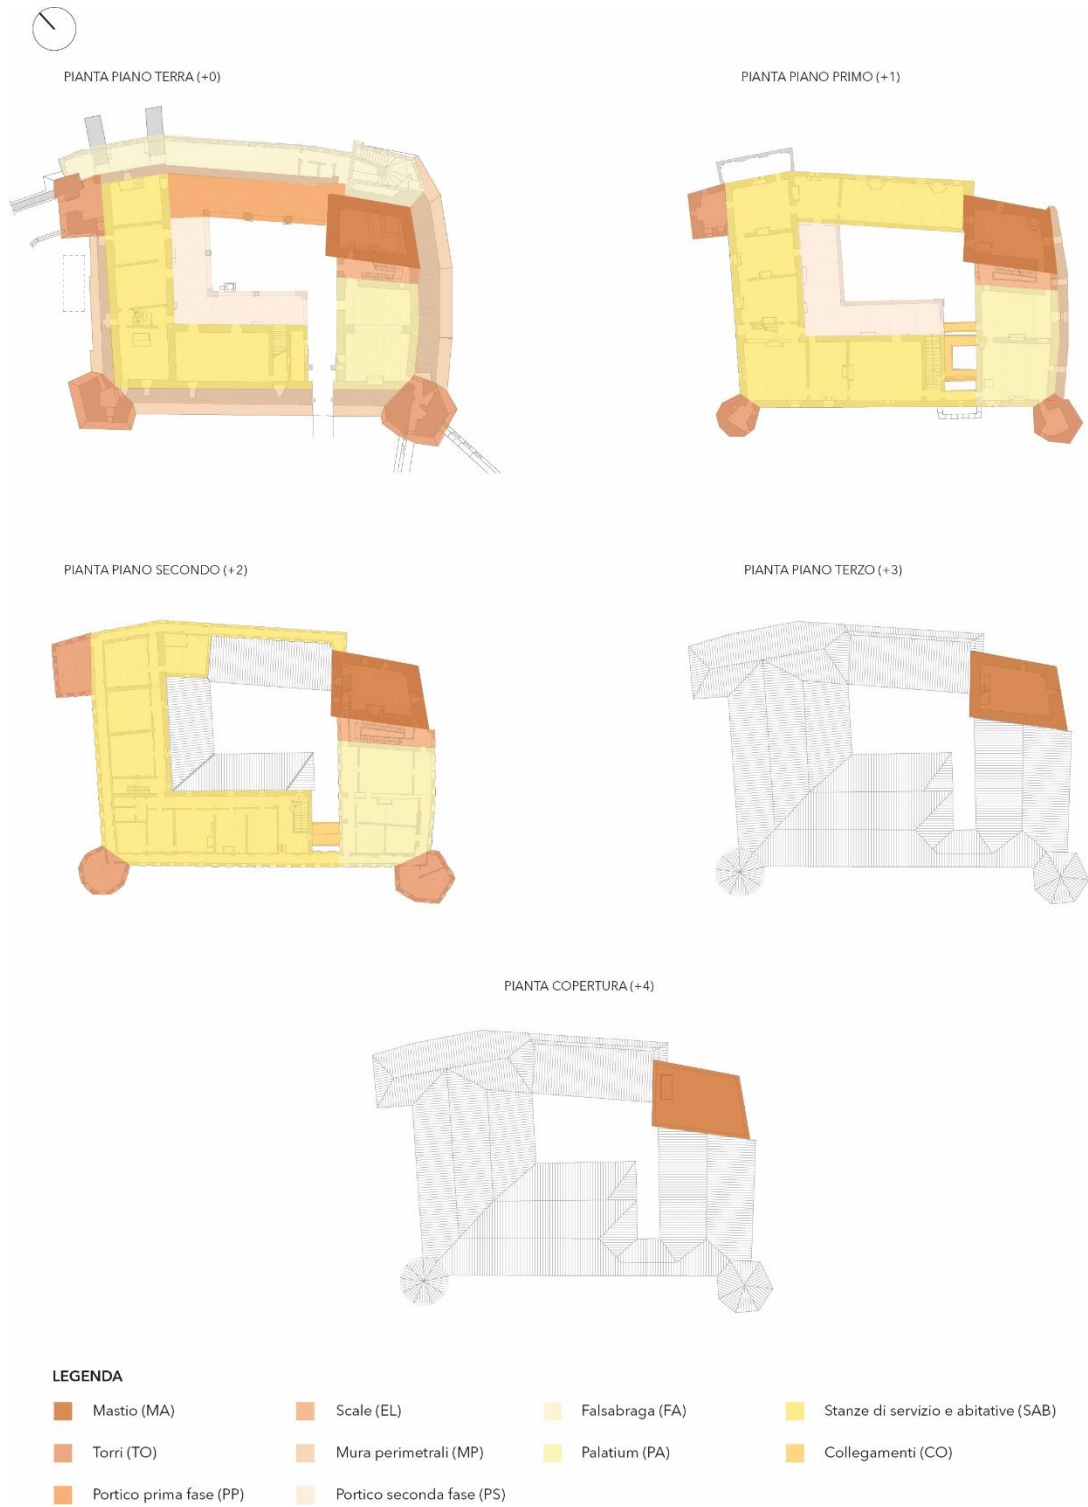 PIANTA PIANO TERRA (+0)
PIANTA PIANO PRIMO (+1)
PIANTA PIANO SECONDO (+2)
PIANTA PIANO TERZO (+3)
PIANTA COPERTURA (+4)
LEGENDA
Mastio (MA)
Scale (EL)
Falsabraga (FA)
Stanze di servizio e abitative (SAB)
Torri (TO)
Mura perimetrali (MP)
Palatium (PA)
Collegamenti (CO)
Portico prima fase (PP)
Portico seconda fase (PS)